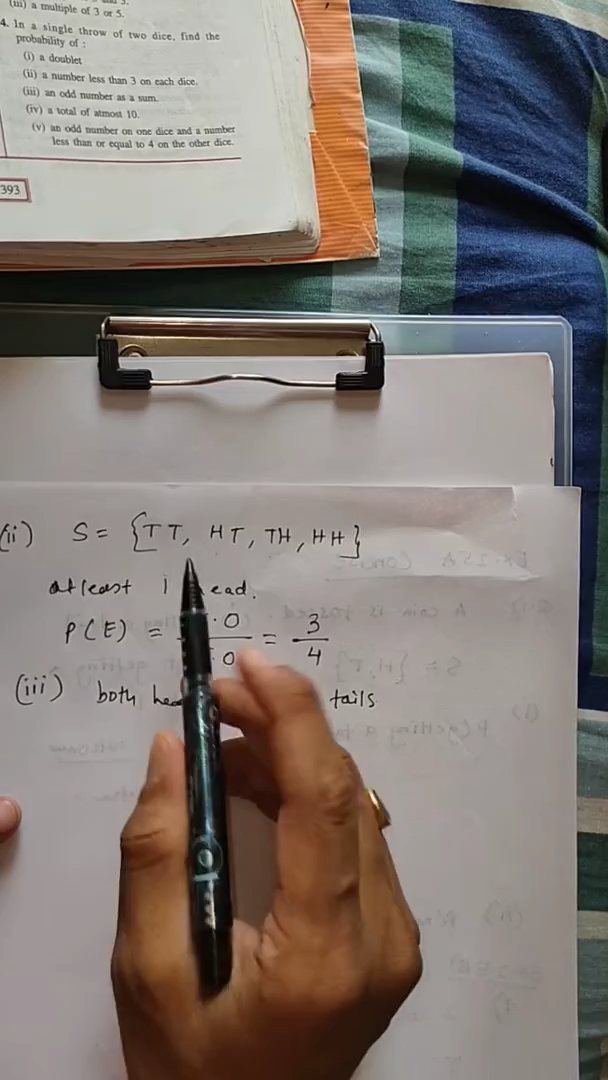 (iii) a multiple of 3 or 5.
4. In a single throw of two dice, find the
probability of :
(i) a doublet
(ii) a number less than 3 on each dice.
(iii) an odd number as a sum.
(iv) a total of atmost 10.
(v) an odd number on one dice and a number
less than or equal to 4 on the other dice.
393
(ii) S = {TT, HT, TH, HH}
atleast 1 head.
P(E) = = 3/4
(iii) both tails